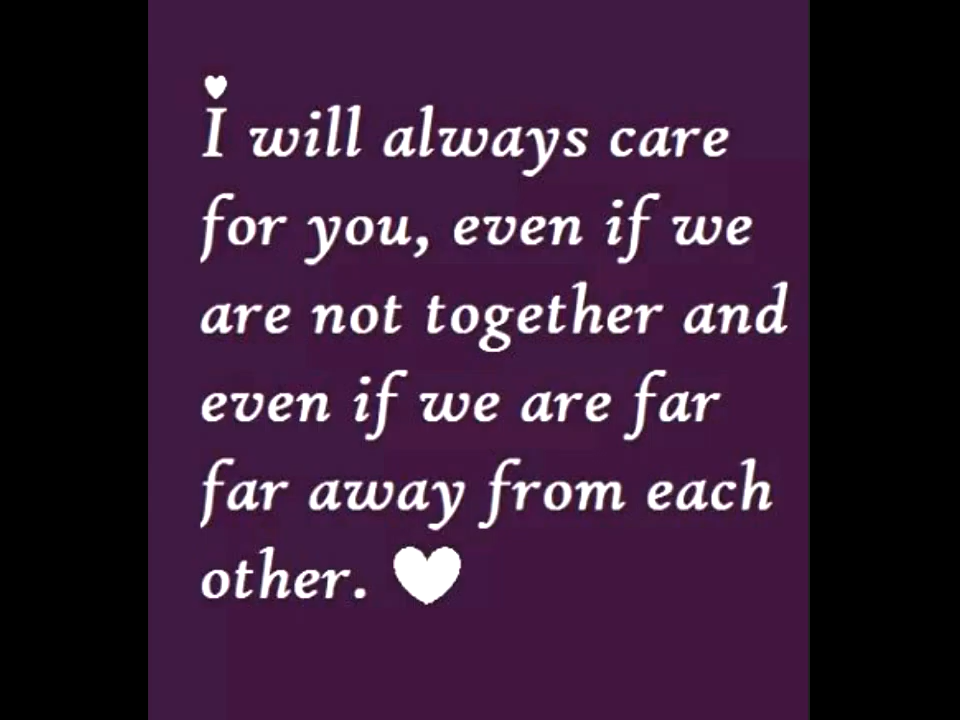 I will always care
for you, even if we
are not together and
even if we are far
far away from each
other.